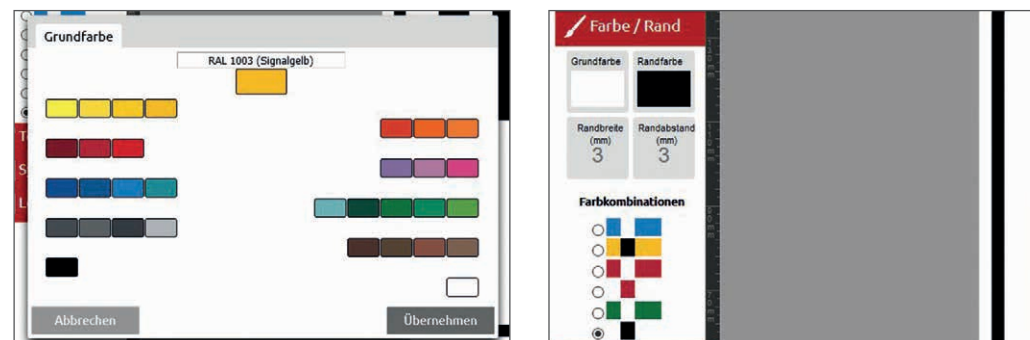 Grundfarbe
RAL 1003 (Signalgelb)
Abbrechen
Übernehmen
Farbe / Rand
Grundfarbe Randfarbe
Randbreite Randabstand
(mm) (mm)
3 3
Farbkombinationen